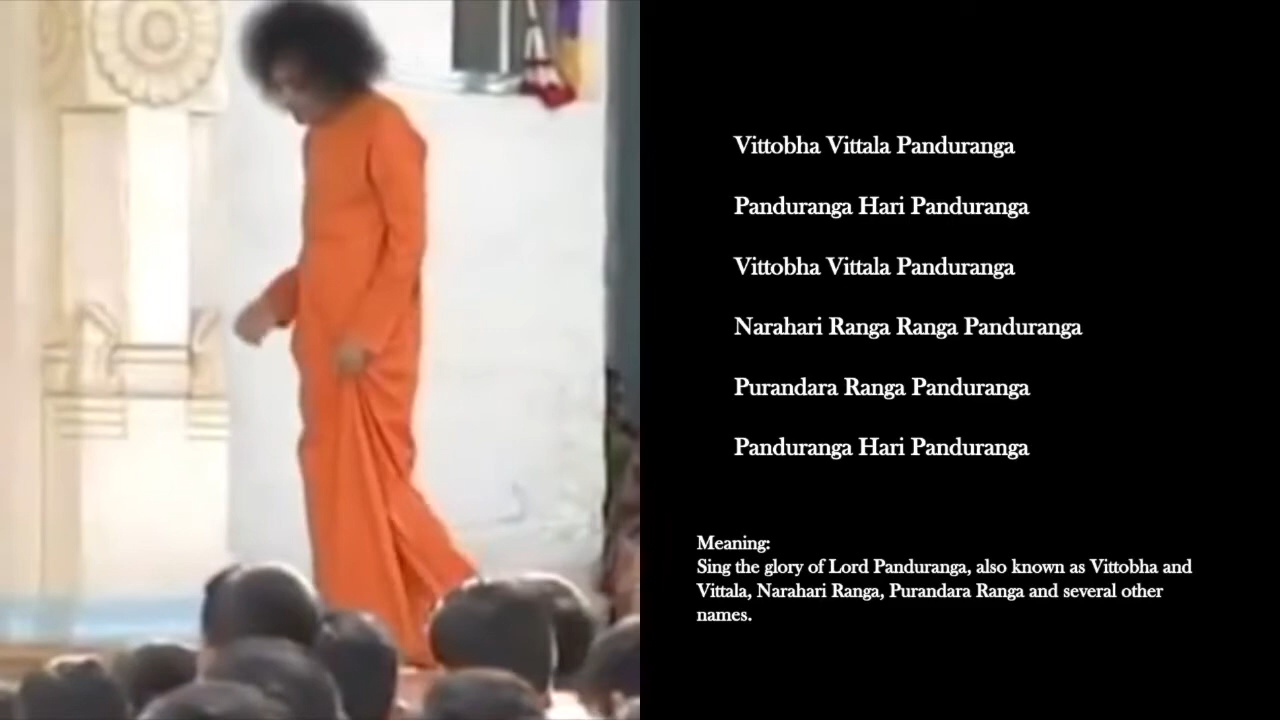 Vittobha Vittala Panduranga
Panduranga Hari Panduranga
Vittobha Vittala Panduranga
Narahari Ranga Ranga Panduranga
Purandara Ranga Panduranga
Panduranga Hari Panduranga
Meaning:
Sing the glory of Lord Panduranga, also known as Vittobha and
Vittala, Narahari Ranga, Purandara Ranga and several other
names.